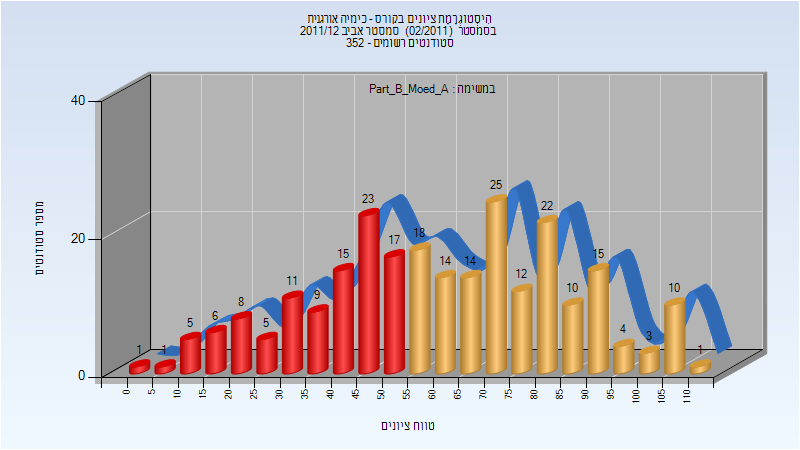 היסטוגרמת ציונים בקורס - כימיה אורגנית
בסמסטר (02/2011) סמסטר אביב 2011/12
352 - סטודנטים רשומים
במשימה : Part_B_Moed_A
מספר סטודנטים
40
20
0
1 1 5 6 8 5 11 9 15 23 17 18 14 14 25 12 22 10 15 4 3 10 1
0 5 10 15 20 25 30 35 40 45 50 55 60 65 70 75 80 85 90 95 100 105 110
טווח ציונים